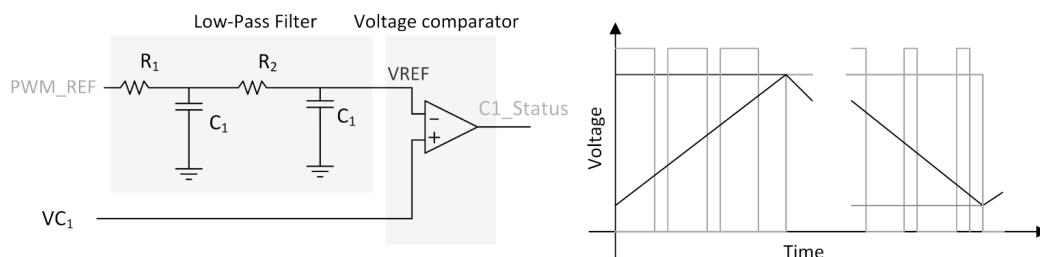 Low-Pass Filter
Voltage comparator
R1
R2
PWM_REF
VREF
C1
C1
C1_Status
VC1
Voltage
Time